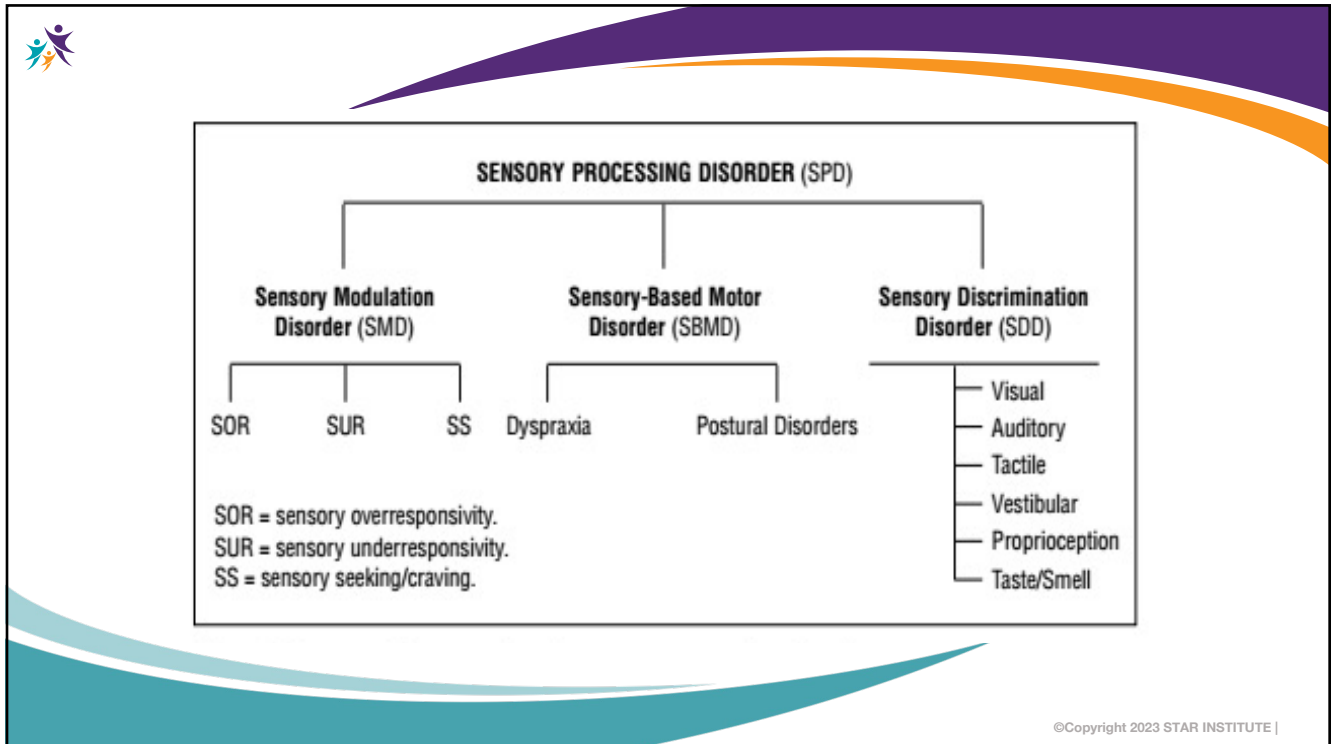 SENSORY PROCESSING DISORDER (SPD)
Sensory Modulation
Disorder (SMD)
Sensory-Based Motor
Disorder (SBMD)
Sensory Discrimination
Disorder (SDD)
SOR
SUR
SS
Dyspraxia
Postural Disorders
Visual
Auditory
Tactile
Vestibular
Proprioception
Taste/Smell
SOR = sensory overresponsivity.
SUR = sensory underresponsivity.
SS = sensory seeking/craving.
©Copyright 2023 STAR INSTITUTE |